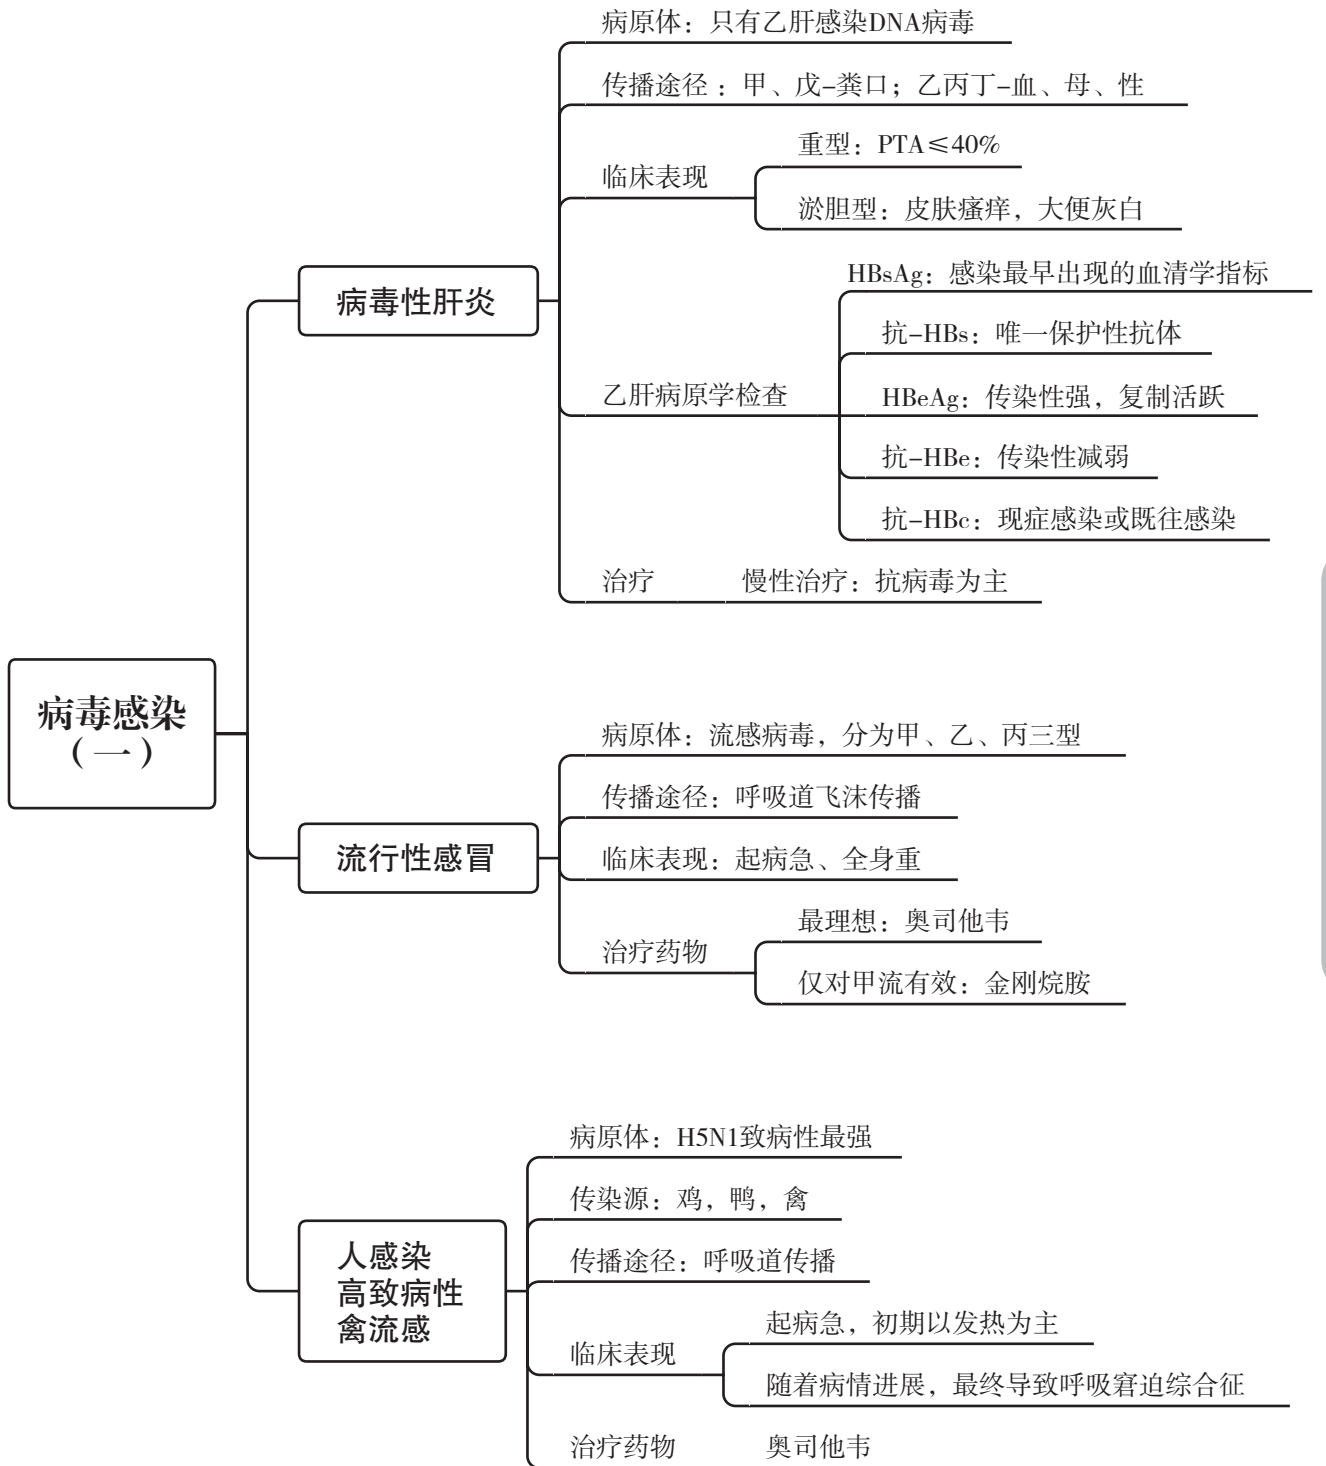 病毒感染
（一）
病毒性肝炎
病原体：只有乙肝感染DNA病毒
传播途径：甲、戊–粪口；乙丙丁–血、母、性
临床表现
重型：PTA≤40%
淤胆型：皮肤瘙痒，大便灰白
乙肝病原学检查
HBsAg：感染最早出现的血清学指标
抗–HBs：唯一保护性抗体
HBeAg：传染性强，复制活跃
抗–HBe：传染性减弱
抗–HBc：现症感染或既往感染
治疗
慢性治疗：抗病毒为主
流行性感冒
病原体：流感病毒，分为甲、乙、丙三型
传播途径：呼吸道飞沫传播
临床表现：起病急、全身重
治疗药物
最理想：奥司他韦
仅对甲流有效：金刚烷胺
人感染
高致病性
禽流感
病原体：H5N1致病性最强
传染源：鸡，鸭，禽
传播途径：呼吸道传播
临床表现
起病急，初期以发热为主
随着病情进展，最终导致呼吸窘迫综合征
治疗药物
奥司他韦